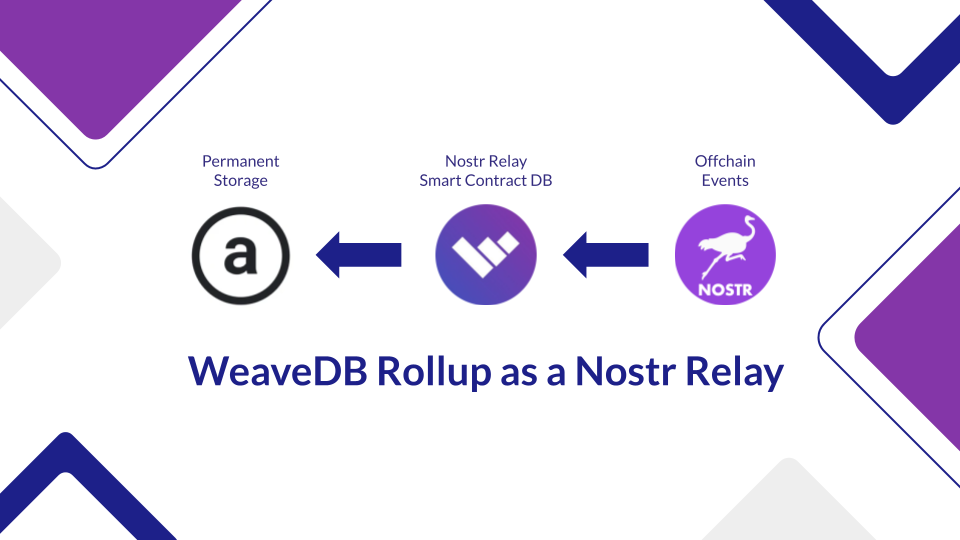 Permanent
Storage
Nostr Relay
Smart Contract DB
Offchain
Events
a
NOSTR
WeaveDB Rollup as a Nostr Relay